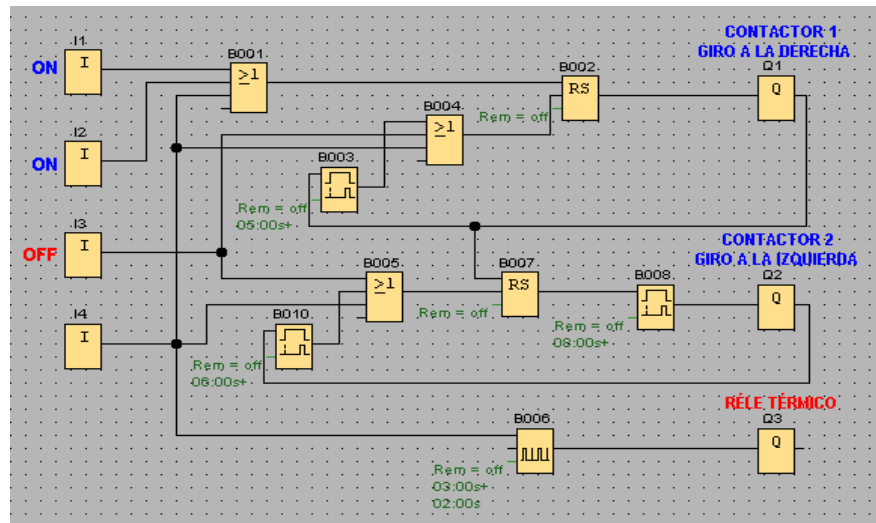 I1
I
ON
I2
I
ON
I3
I
OFF
I4
I
B001
≥1
B002
RS
Rem = off
B004
≥1
B003
Rem = off
05:00s+
CONTACTOR 1
GIRO A LA DERECHA
Q1
Q
B005
≥1
B007
RS
Rem = off
B010
Rem = off
06:00s+
B008
Rem = off
08:00s+
CONTACTOR 2
GIRO A LA IZQUIERDA
Q2
Q
B006
Rem = off
03:00s+
02:00s
RELE TÉRMICO
Q3
Q